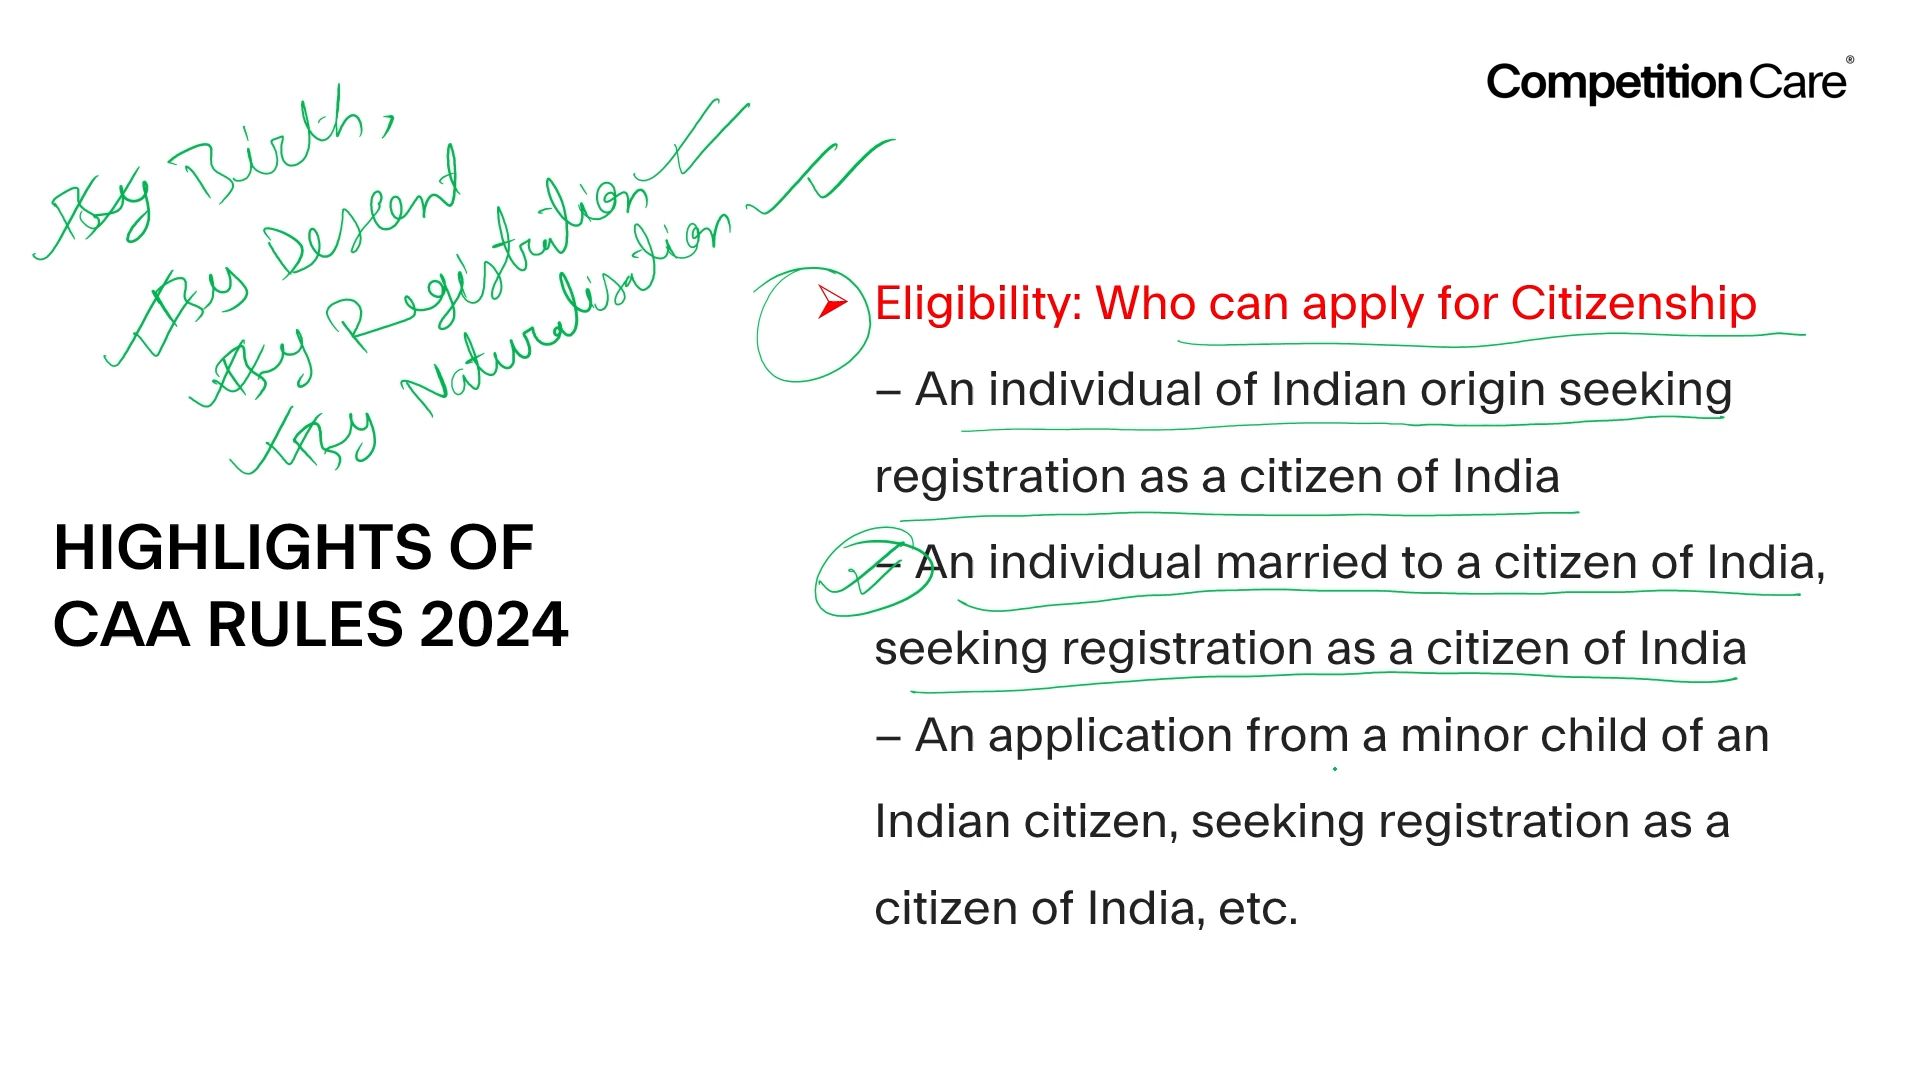 Competition Care®
By Birth,
By Descent
By Registration
By Naturalisation
HIGHLIGHTS OF
CAA RULES 2024
Eligibility: Who can apply for Citizenship
– An individual of Indian origin seeking
registration as a citizen of India
– An individual married to a citizen of India,
seeking registration as a citizen of India
– An application from a minor child of an
Indian citizen, seeking registration as a
citizen of India, etc.